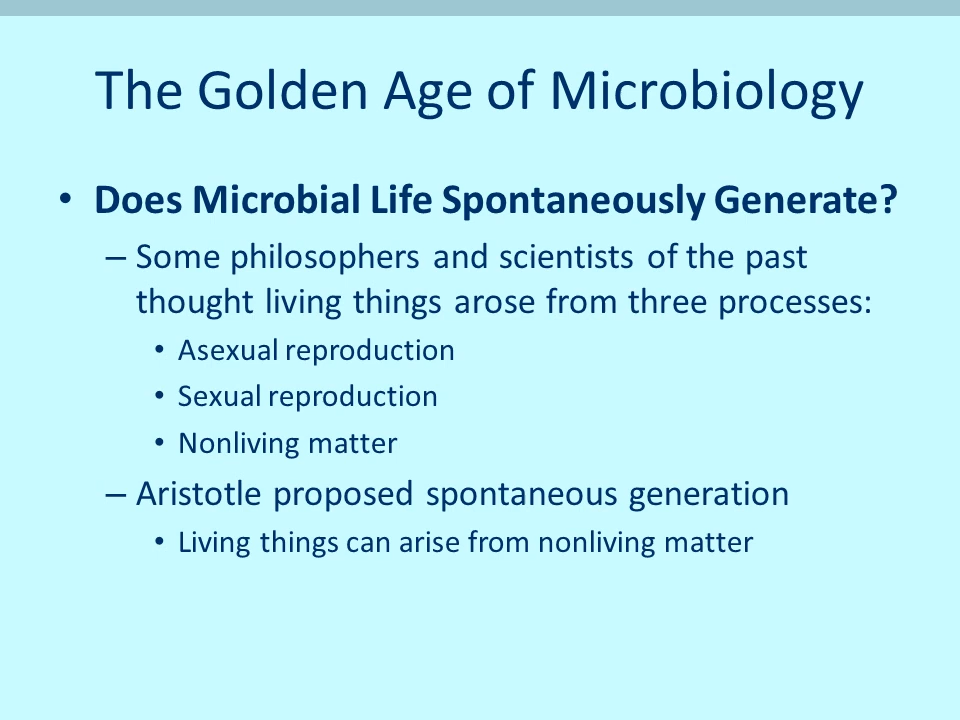 The Golden Age of Microbiology
• Does Microbial Life Spontaneously Generate?
– Some philosophers and scientists of the past
thought living things arose from three processes:
• Asexual reproduction
• Sexual reproduction
• Nonliving matter
– Aristotle proposed spontaneous generation
• Living things can arise from nonliving matter